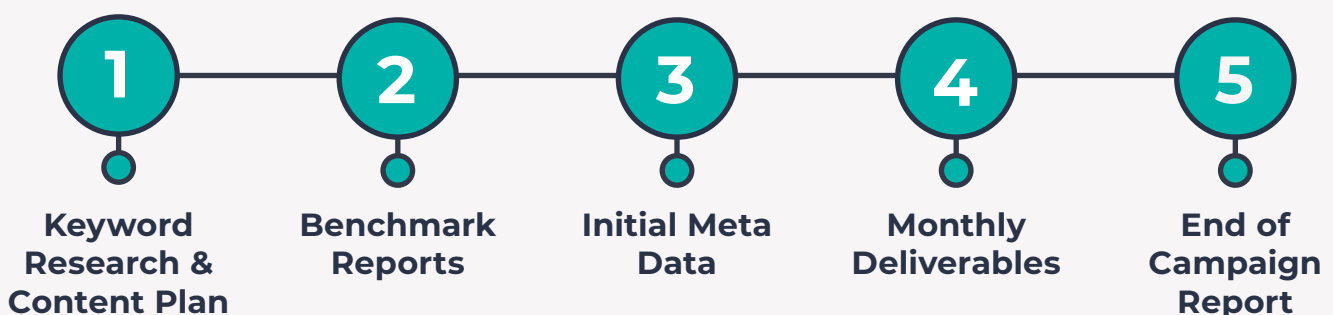 1
2
3
4
5
Keyword
Research &
Content Plan
Benchmark
Reports
Initial Meta
Data
Monthly
Deliverables
End of
Campaign
Report